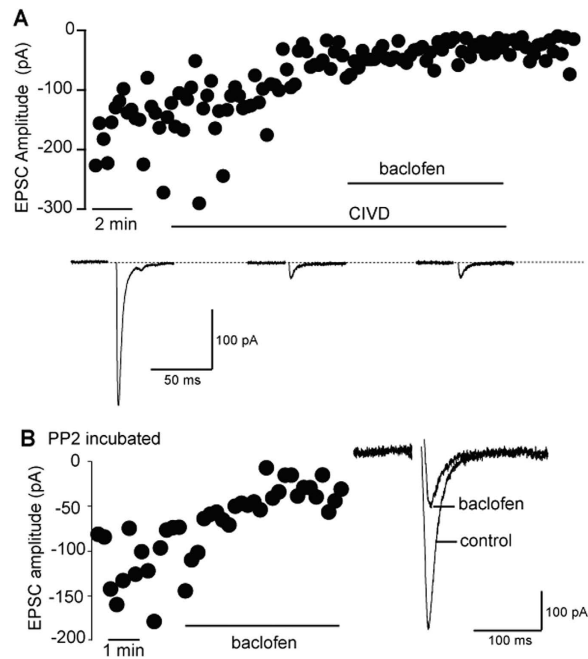 A
EPSC Amplitude (pA)
0
-100
-200
-300
2 min
baclofen
CIVD
100 pA
50 ms
B PP2 incubated
EPSC amplitude (pA)
0
-50
-100
-150
-200
1 min
baclofen
baclofen
control
100 pA
100 ms